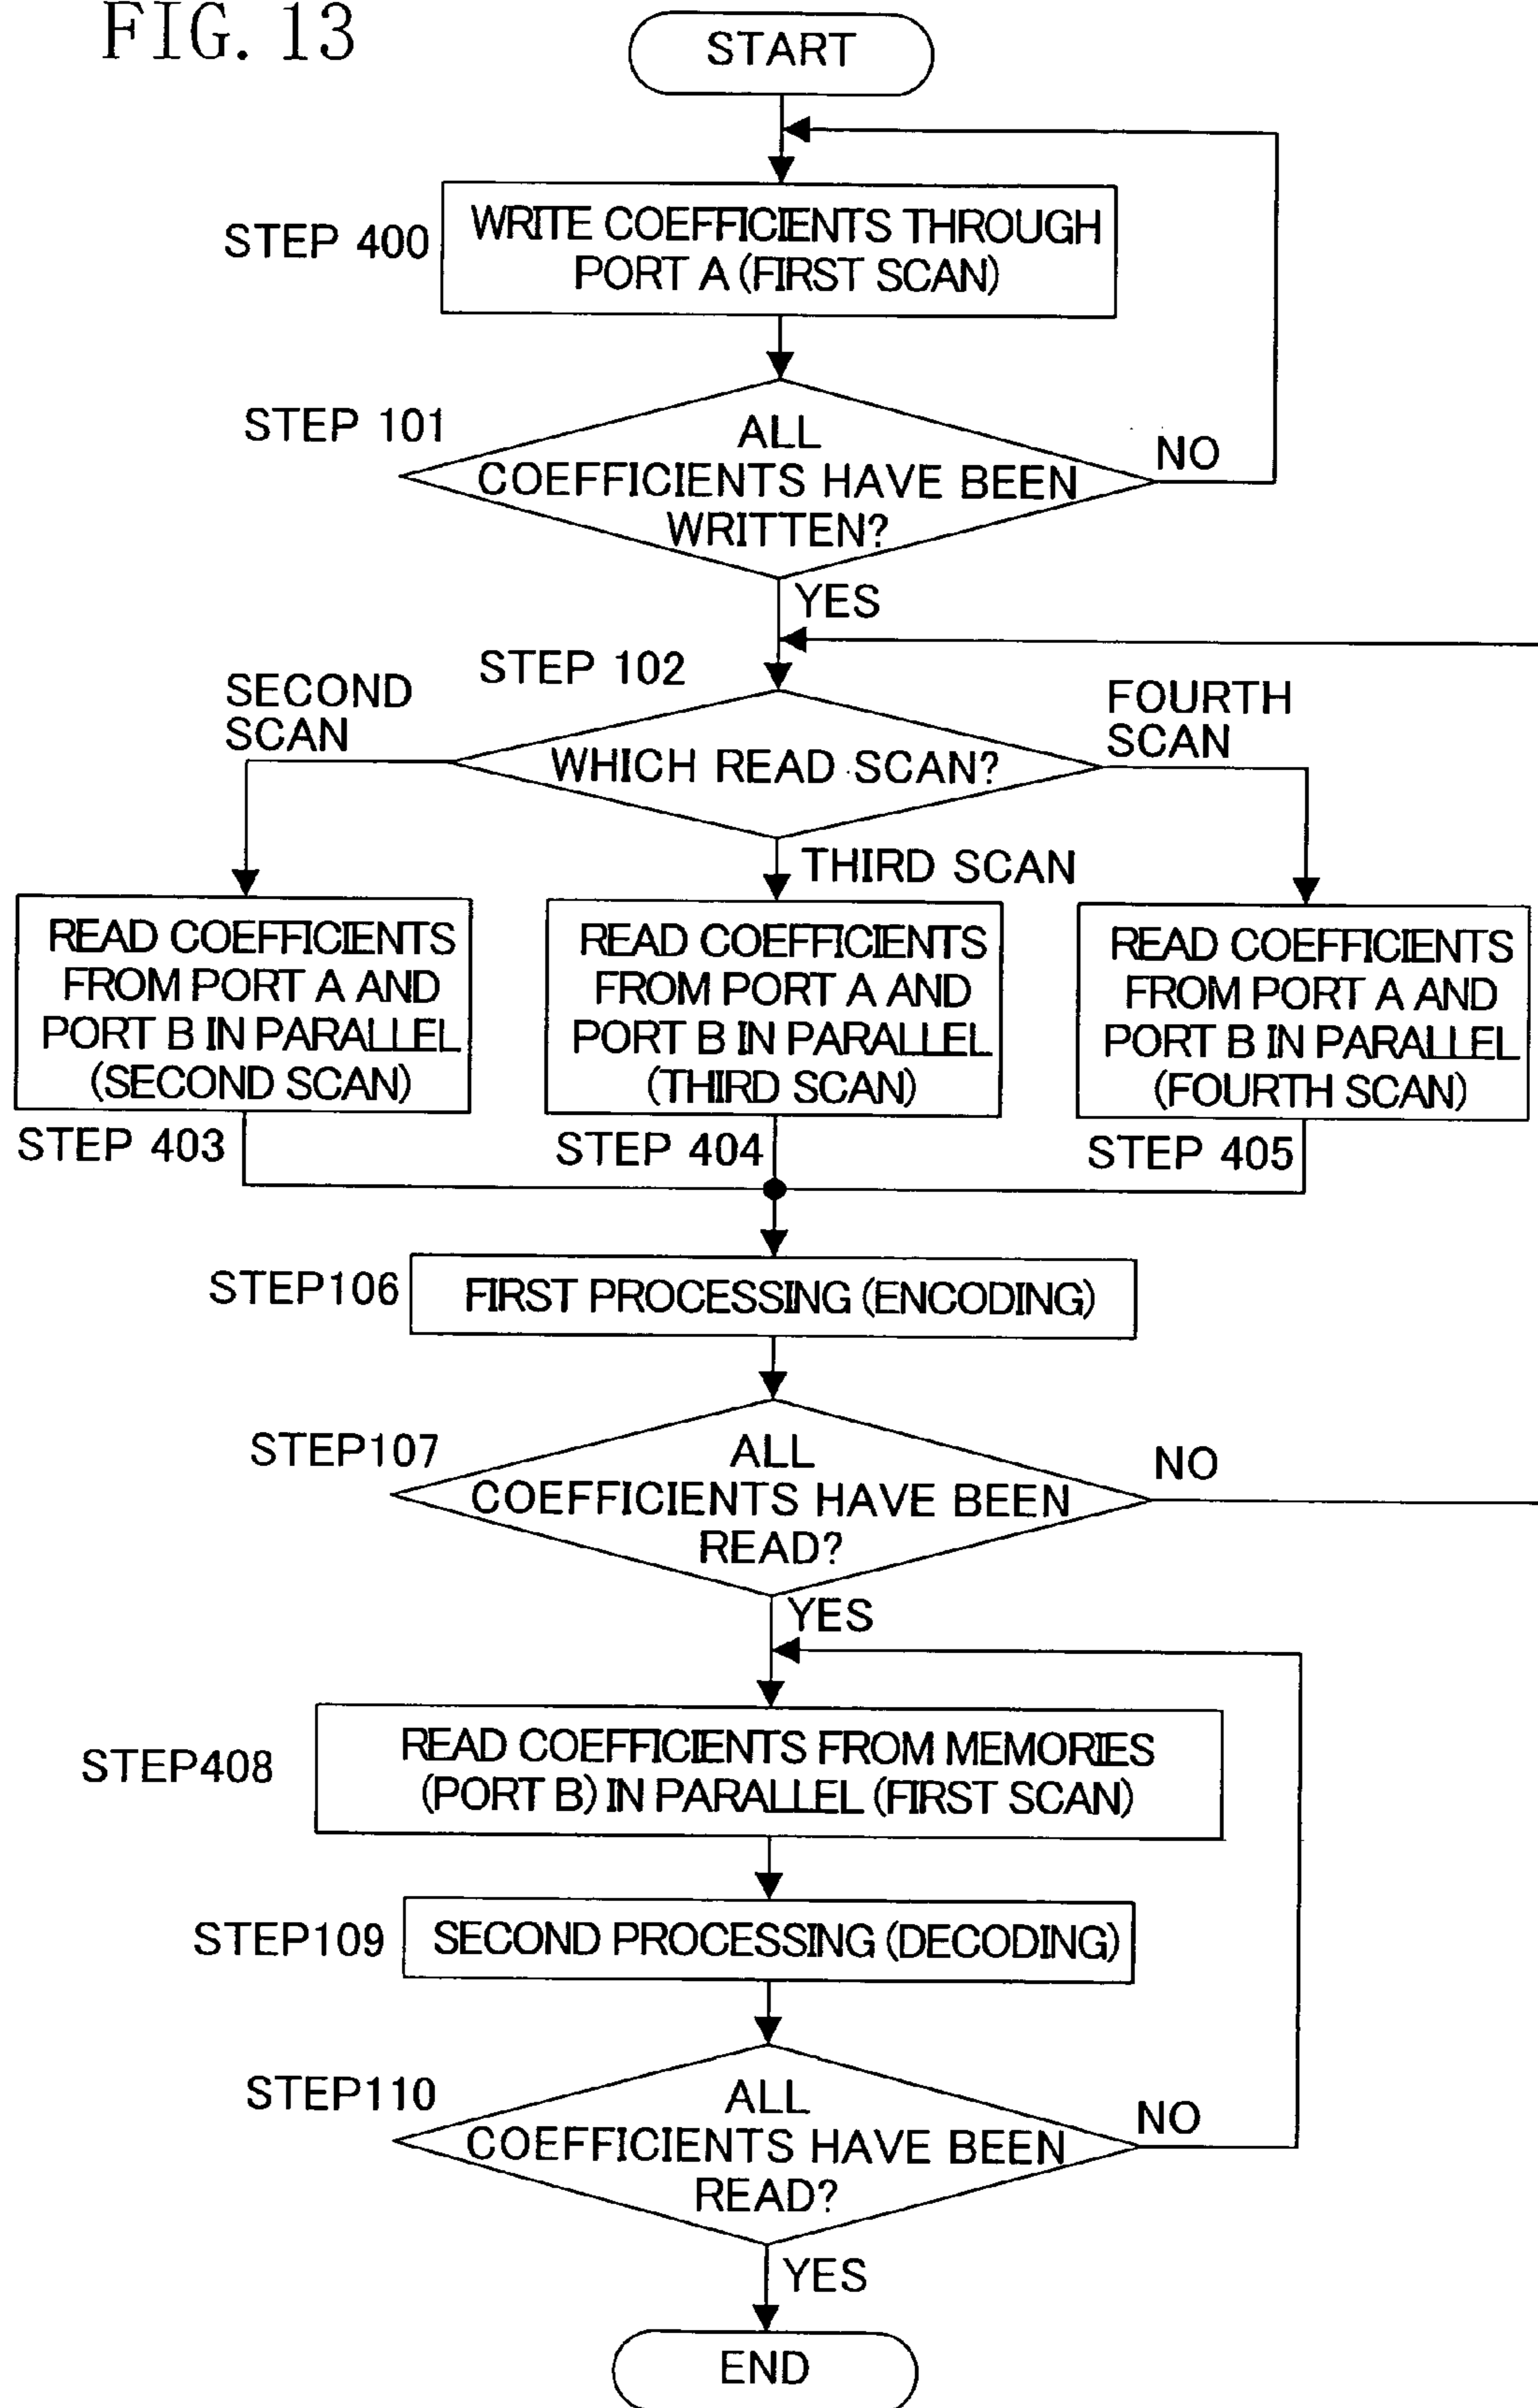 FIG. 13
START
STEP 400
WRITE COEFFICIENTS THROUGH
PORT A (FIRST SCAN)
STEP 101
ALL
COEFFICIENTS HAVE BEEN
WRITTEN?
NO
YES
STEP 102
SECOND
SCAN
WHICH READ SCAN?
FOURTH
SCAN
THIRD SCAN
READ COEFFICIENTS
FROM PORT A AND
PORT B IN PARALLEL
(SECOND SCAN)
STEP 403
READ COEFFICIENTS
FROM PORT A AND
PORT B IN PARALLEL
(THIRD SCAN)
STEP 404
READ COEFFICIENTS
FROM PORT A AND
PORT B IN PARALLEL
(FOURTH SCAN)
STEP 405
STEP106
FIRST PROCESSING (ENCODING)
STEP107
ALL
COEFFICIENTS HAVE BEEN
READ?
NO
YES
STEP408
READ COEFFICIENTS FROM MEMORIES
(PORT B) IN PARALLEL (FIRST SCAN)
STEP109
SECOND PROCESSING (DECODING)
STEP110
ALL
COEFFICIENTS HAVE BEEN
READ?
NO
YES
END